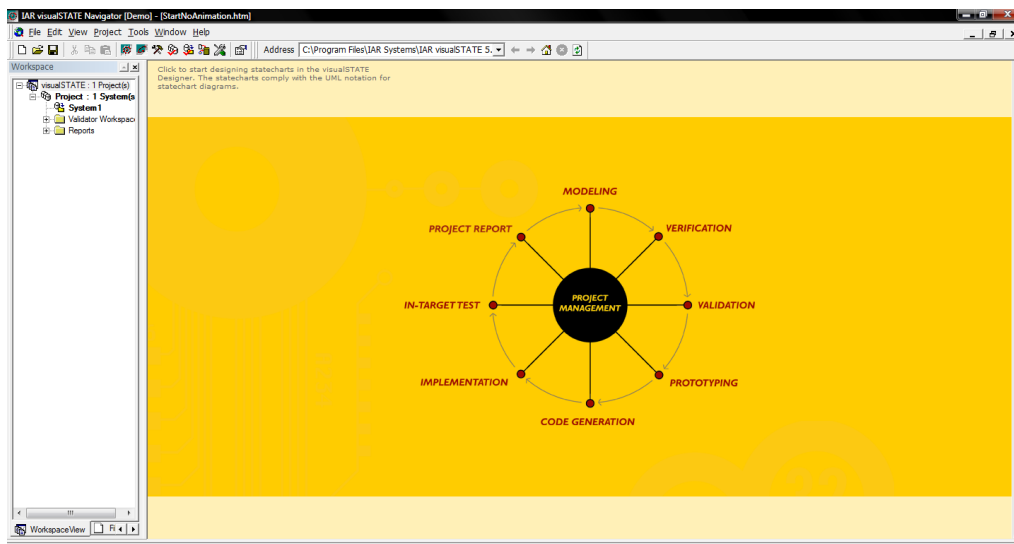 IAR visualSTATE Navigator [Demo] - [StartNoAnimation.htm]
File Edit View Project Tools Window Help
Address C:\Program Files\IAR Systems\IAR visualSTATE 5.
Workspace
visualSTATE : 1 Project(s)
Project : 1 System(s
System1
Validator Workspac
Reports
WorkspaceView Fi
Click to start designing statecharts in the visualSTATE
Designer. The statecharts comply with the UML notation for
statechart diagrams.
MODELING
PROJECT REPORT
VERIFICATION
IN-TARGET TEST
PROJECT
MANAGEMENT
VALIDATION
IMPLEMENTATION
PROTOTYPING
CODE GENERATION